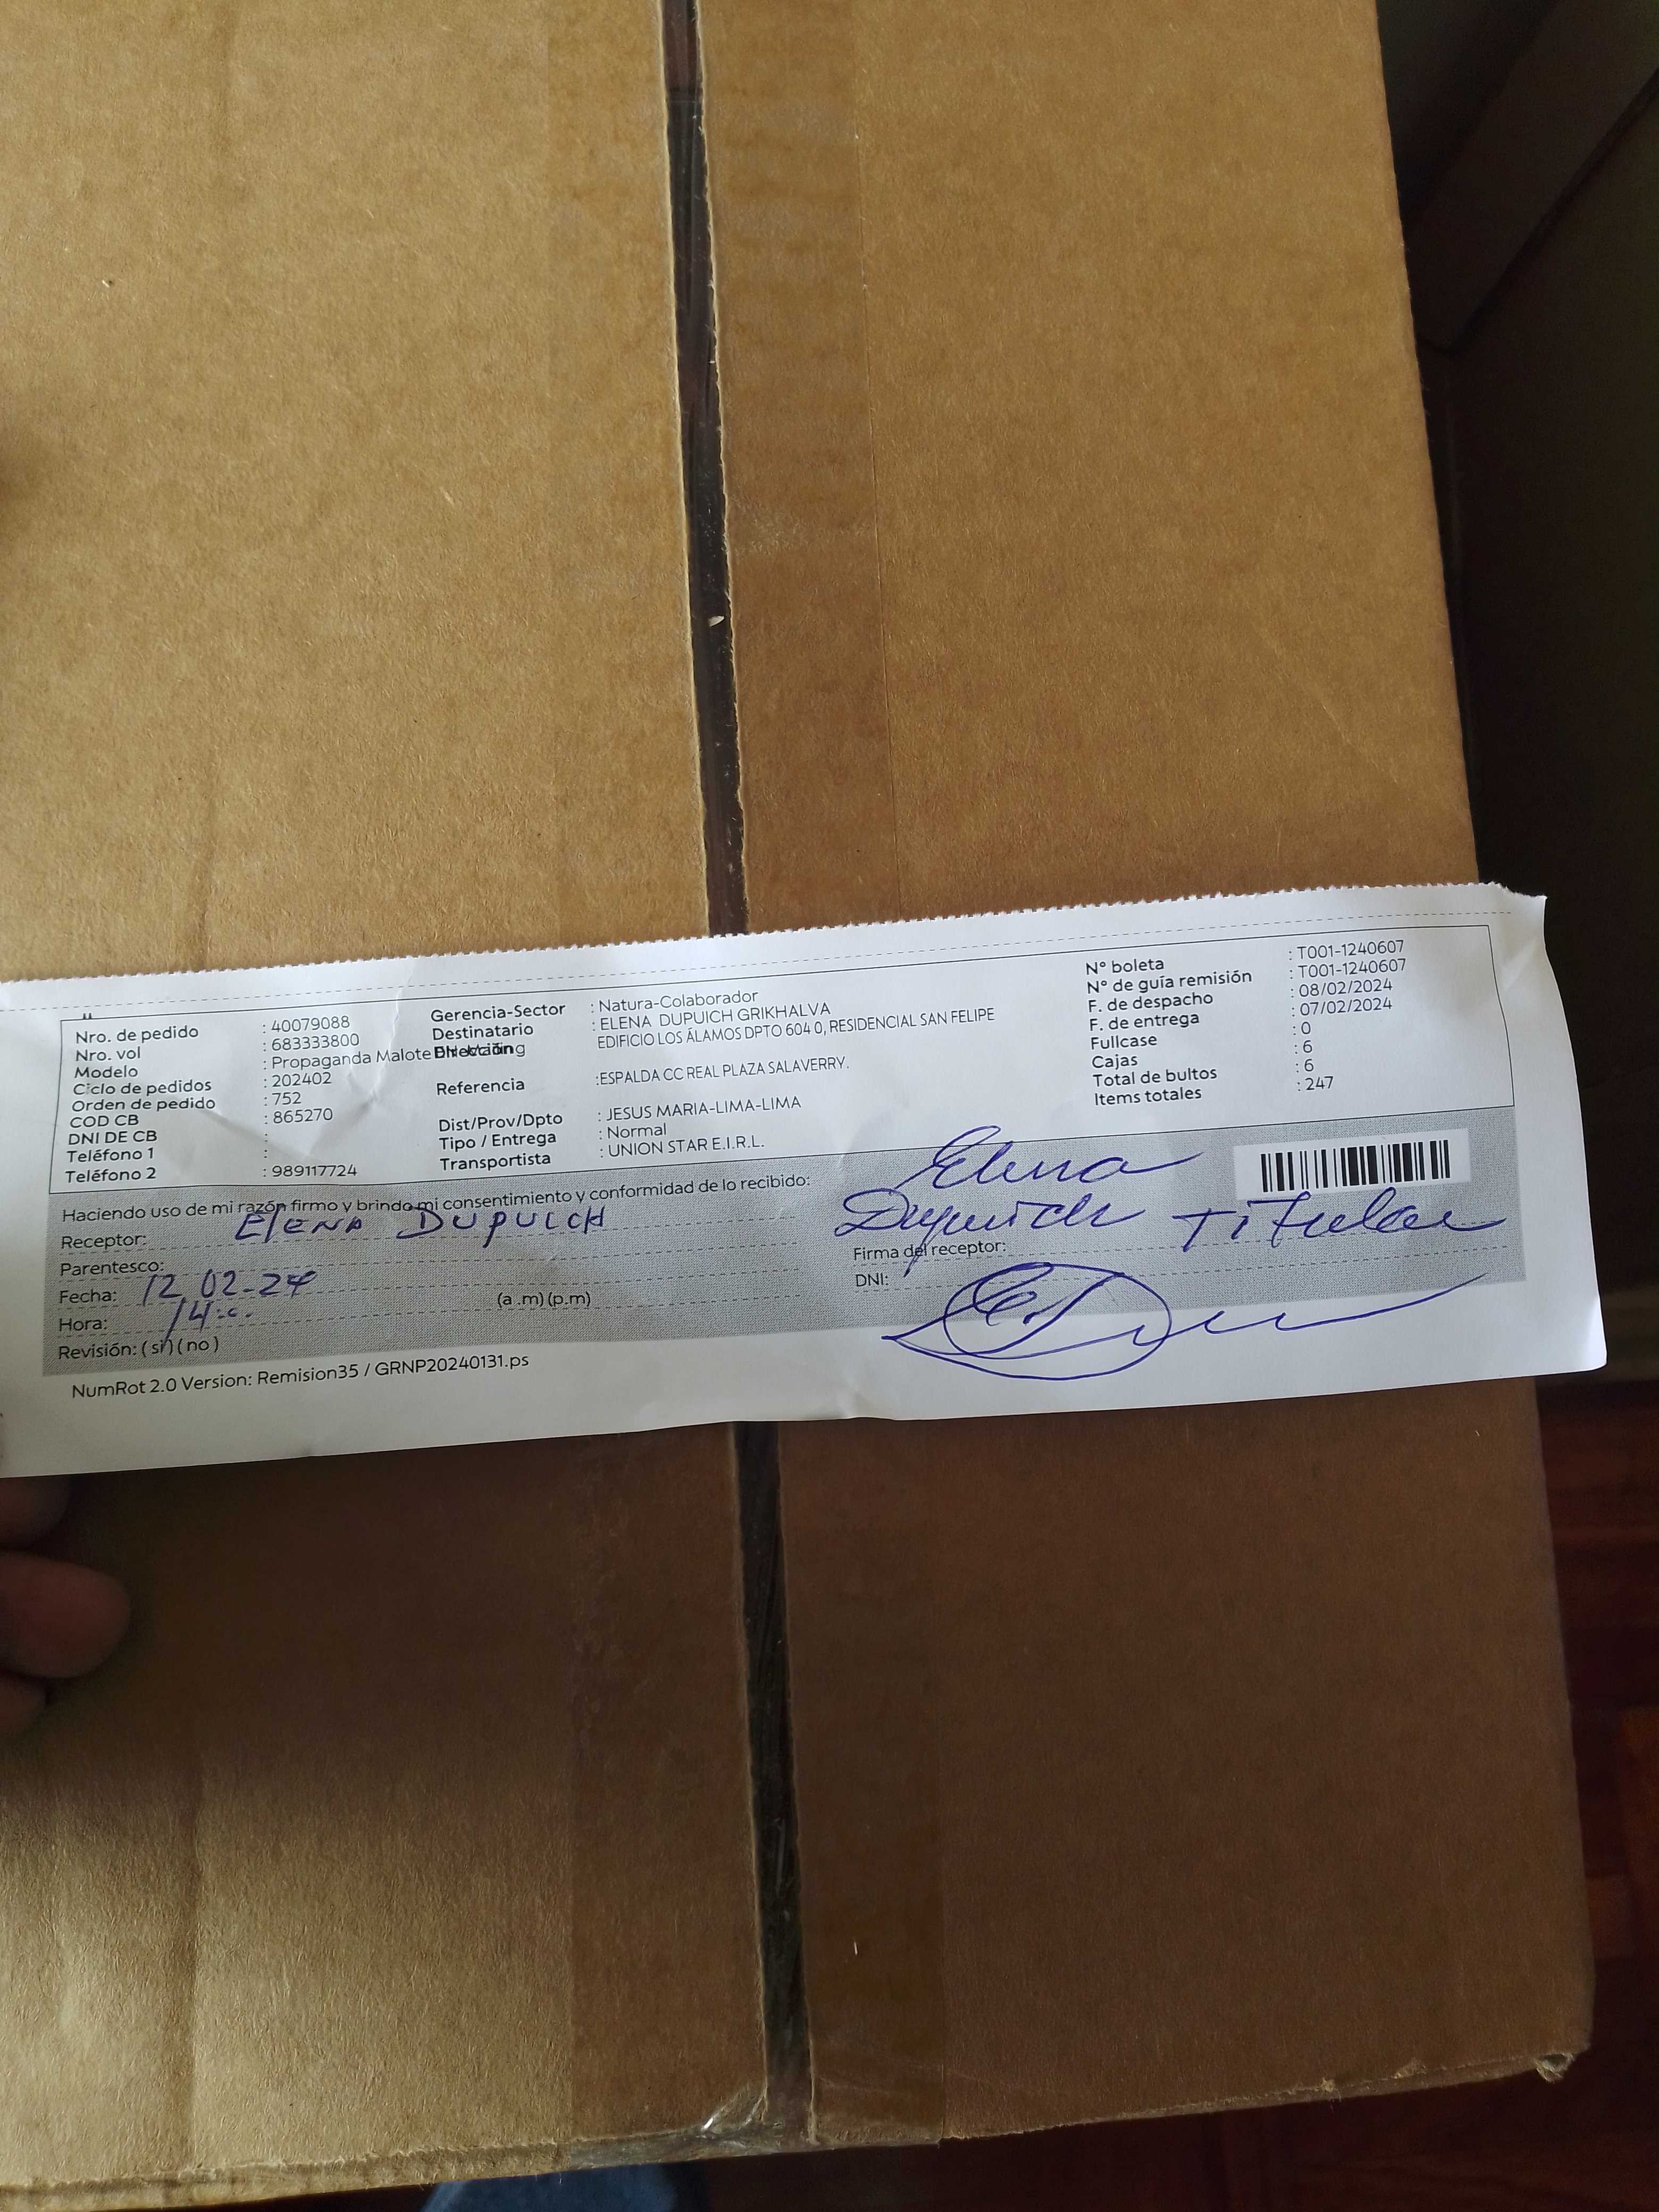 Nro. de pedido : 40079088
Nro. vol : 683333800
Modelo : Propaganda Malote BN-Mailing
Ciclo de pedidos : 202402
Orden de pedido : 752
COD CB : 865270
DNI DE CB :
Teléfono 1 :
Teléfono 2 : 989117724
Gerencia-Sector : Natura-Colaborador
Destinatario : ELENA DUPUICH GRIKHALVA
Dirección EDIFICIO LOS ÁLAMOS DPTO 604 0, RESIDENCIAL SAN FELIPE
Referencia :ESPALDA CC REAL PLAZA SALAVERRY.
Dist/Prov/Dpto : JESUS MARIA-LIMA-LIMA
Tipo / Entrega : Normal
Transportista : UNION STAR E.I.R.L.
N° boleta : T001-1240607
N° de guía remisión : T001-1240607
F. de despacho : 08/02/2024
F. de entrega : 07/02/2024
Fullcase : 0
Cajas : 6
Total de bultos : 6
Items totales : 247
Haciendo uso de mi razón firmo y brindo mi consentimiento y conformidad de lo recibido:
Receptor: ELENA DUPUICH
Parentesco:
Fecha: 12 02-24
Hora: 14 (a .m) (p.m)
Revisión: ( si ) ( no )
Elena
Dupuich Titular
Firma del receptor:
DNI:
NumRot 2.0 Version: Remision35 / GRNP20240131.ps